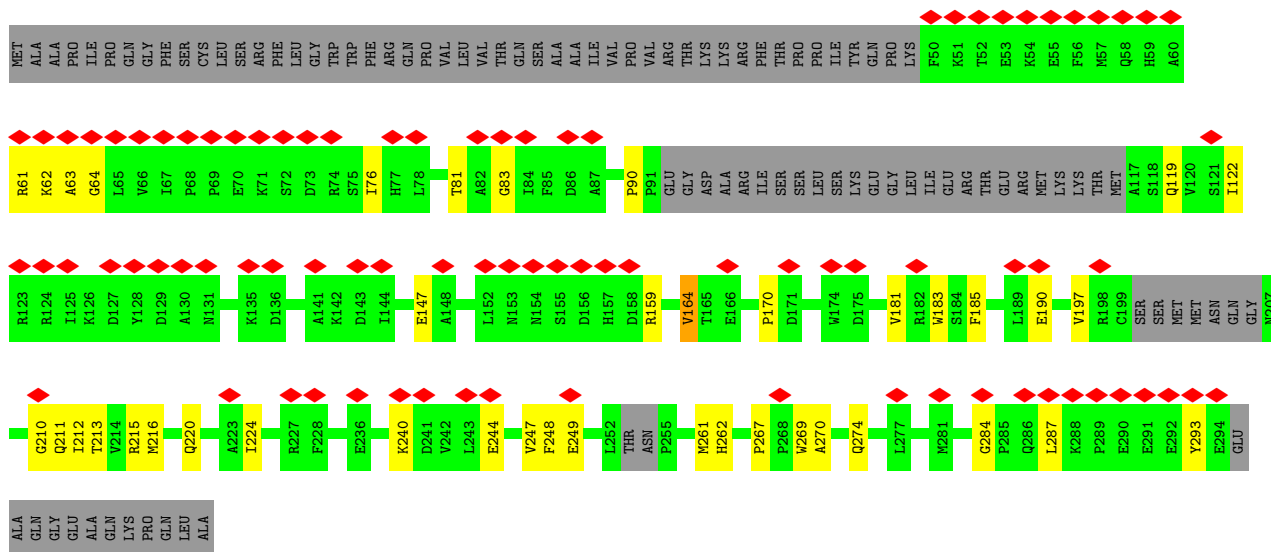 MET ALA ALA PRO ILE PRO GLN GLY PHE SER CYS LEU SER ARG PHE LEU GLY TRP TRP PHE ARG GLN PRO VAL LEU VAL THR GLN SER ALA ALA ILE VAL PRO VAL ARG THR LYS LYS ARG PHE THR PRO PRO ILE TYR GLN PRO LYS F50 K51 T52 E53 K54 E55 F56 M57 Q58 H59 A60
R61 K62 A63 G64 L65 V66 I67 P68 P69 E70 K71 S72 D73 R74 S75 I76 H77 L78 T81 A82 G83 I84 F85 D86 A87 P90 P91 GLU GLY ASP ALA ARG ILE SER SER LEU SER LYS GLU GLY LEU ILE GLU ARG THR GLU ARG MET LYS LYS THR MET A117 S118 Q119 V120 S121 I122
R123 R124 I125 K126 D127 Y128 D129 A130 N131 K135 D136 A141 K142 D143 I144 E147 A148 L152 N153 N154 S155 D156 H157 D158 R159 V164 T165 E166 P170 D171 W174 D175 V181 R182 W183 S184 F185 L189 E190 V197 R198 C199 SER SER MET MET ASN GLN GLY N207
G210 Q211 I212 T213 V214 R215 M216 Q220 A223 I224 R227 F228 E236 K240 D241 V242 L243 E244 V247 F248 E249 L252 THR ASN P255 M261 H262 P267 P268 W269 A270 Q274 L277 M281 G284 P285 Q286 L287 K288 P289 E290 E291 E292 Y293 E294 GLU
ALA GLN GLY GLU ALA GLN LYS PRO GLN LEU ALA